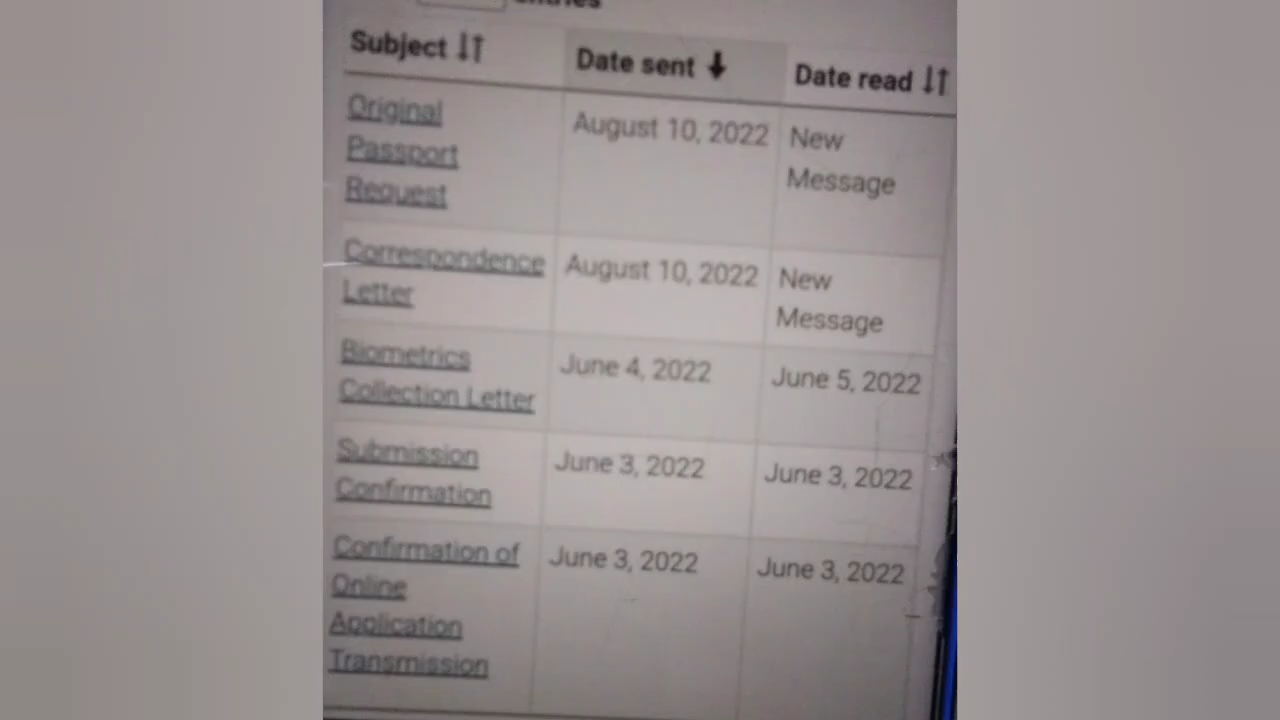 entries
Subject ↓↑ Date sent ↓ Date read ↓↑
Original
Passport
Request
August 10, 2022
New
Message
Correspondence
Letter
August 10, 2022
New
Message
Biometrics
Collection Letter
June 4, 2022
June 5, 2022
Submission
Confirmation
June 3, 2022
June 3, 2022
Confirmation of
Online
Application
Transmission
June 3, 2022
June 3, 2022